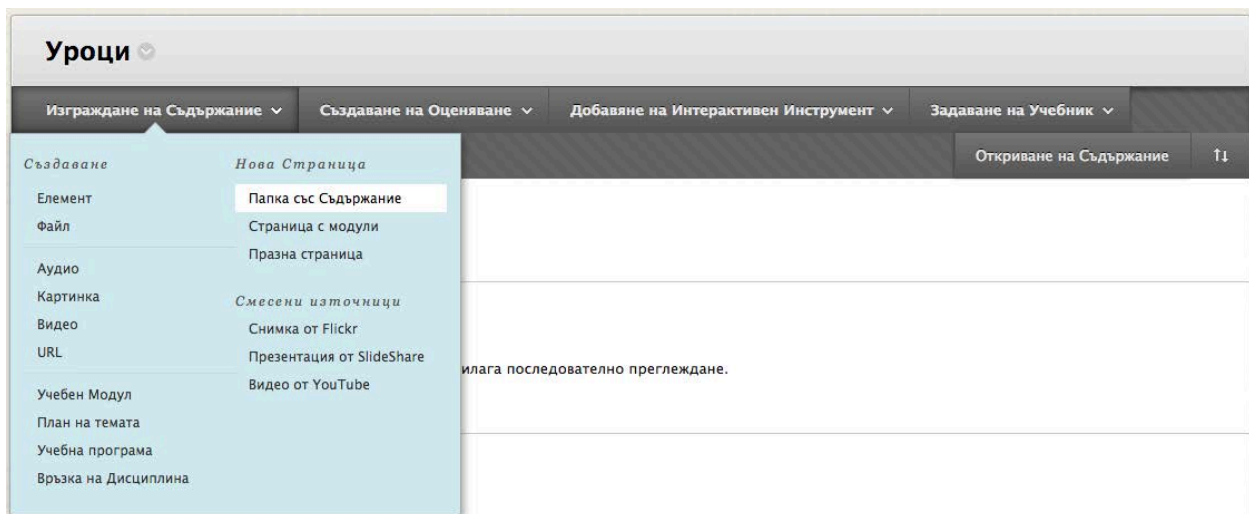 Уроци
Изграждане на Съдържание
Създаване на Оценяване
Добавяне на Интерактивен Инструмент
Задаване на Учебник
Откриване на Съдържание
Създаване
Елемент
Файл
Аудио
Картинка
Видео
URL
Учебен Модул
План на темата
Учебна програма
Връзка на Дисциплина
Нова Страница
Папка със Съдържание
Страница с модули
Празна страница
Смесени източници
Снимка от Flickr
Презентация от SlideShare
Видео от YouTube
илага последователно преглеждане.